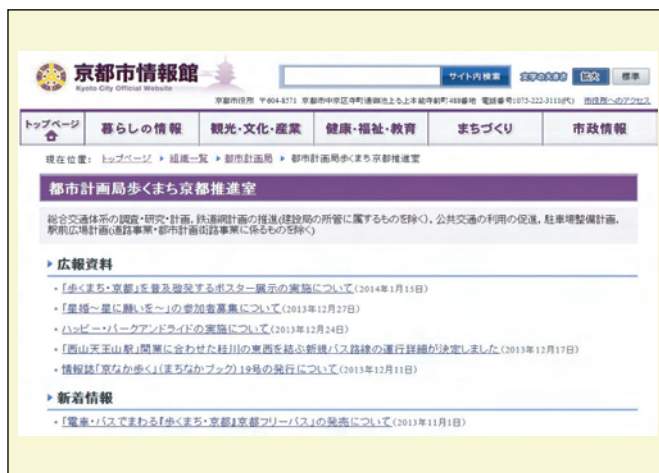 京都市情報館
Kyoto City Official Website
サイト内検索
文字の大きさ 拡大 標準
京都市役所 〒604-8571 京都市中京区寺町通御池上る上本能寺前町488番地 電話番号:075-222-3111(代) 市役所へのアクセス
トップページ 暮らしの情報 観光・文化・産業 健康・福祉・教育 まちづくり 市政情報
現在位置: トップページ ▶ 組織一覧 ▶ 都市計画局 ▶ 都市計画局歩くまち京都推進室
都市計画局歩くまち京都推進室
総合交通体系の調査・研究・計画,鉄道網計画の推進(建設局の所管に属するものを除く),公共交通の利用の促進,駐車場整備計画,
駅前広場計画(道路事業・都市計画街路事業に係るものを除く)
広報資料
・「歩くまち・京都」を普及啓発するポスター展示の実施について(2014年1月15日)
・「星婚~星に願いを~」の参加者募集について(2013年12月27日)
・ハッピー・パークアンドライドの実施について(2013年12月24日)
・「西山天王山駅」開業に合わせた桂川の東西を結ぶ新規バス路線の運行詳細が決定しました(2013年12月17日)
・情報誌「京なか歩く」(まちなかブック)19号の発行について(2013年12月11日)
新着情報
・「電車・バスでまわる『歩くまち・京都』京都フリーパス」の発売について(2013年11月1日)